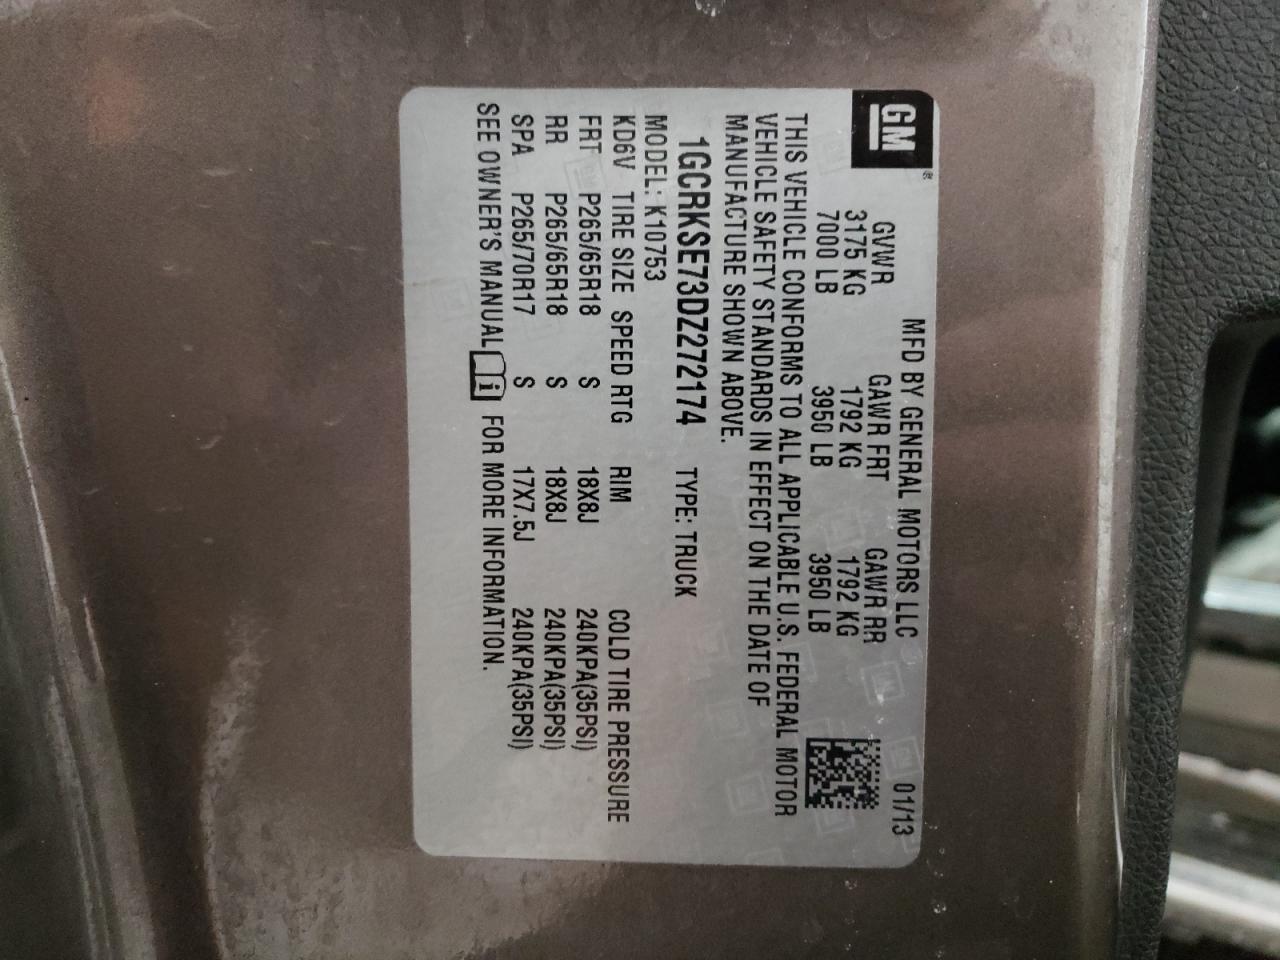 GM®
MFD BY GENERAL MOTORS LLC 01/13
GVWR GAWR FRT GAWR RR
3175 KG 1792 KG 1792 KG
7000 LB 3950 LB 3950 LB
THIS VEHICLE CONFORMS TO ALL APPLICABLE U.S. FEDERAL MOTOR
VEHICLE SAFETY STANDARDS IN EFFECT ON THE DATE OF
MANUFACTURE SHOWN ABOVE.
1GCRKSE73DZ272174 TYPE: TRUCK
MODEL: K10753
KD6V TIRE SIZE SPEED RTG RIM COLD TIRE PRESSURE
FRT P265/65R18 S 18X8J 240KPA(35PSI)
RR P265/65R18 S 18X8J 240KPA(35PSI)
SPA P265/70R17 S 17X7.5J 240KPA(35PSI)
SEE OWNER'S MANUAL i FOR MORE INFORMATION.